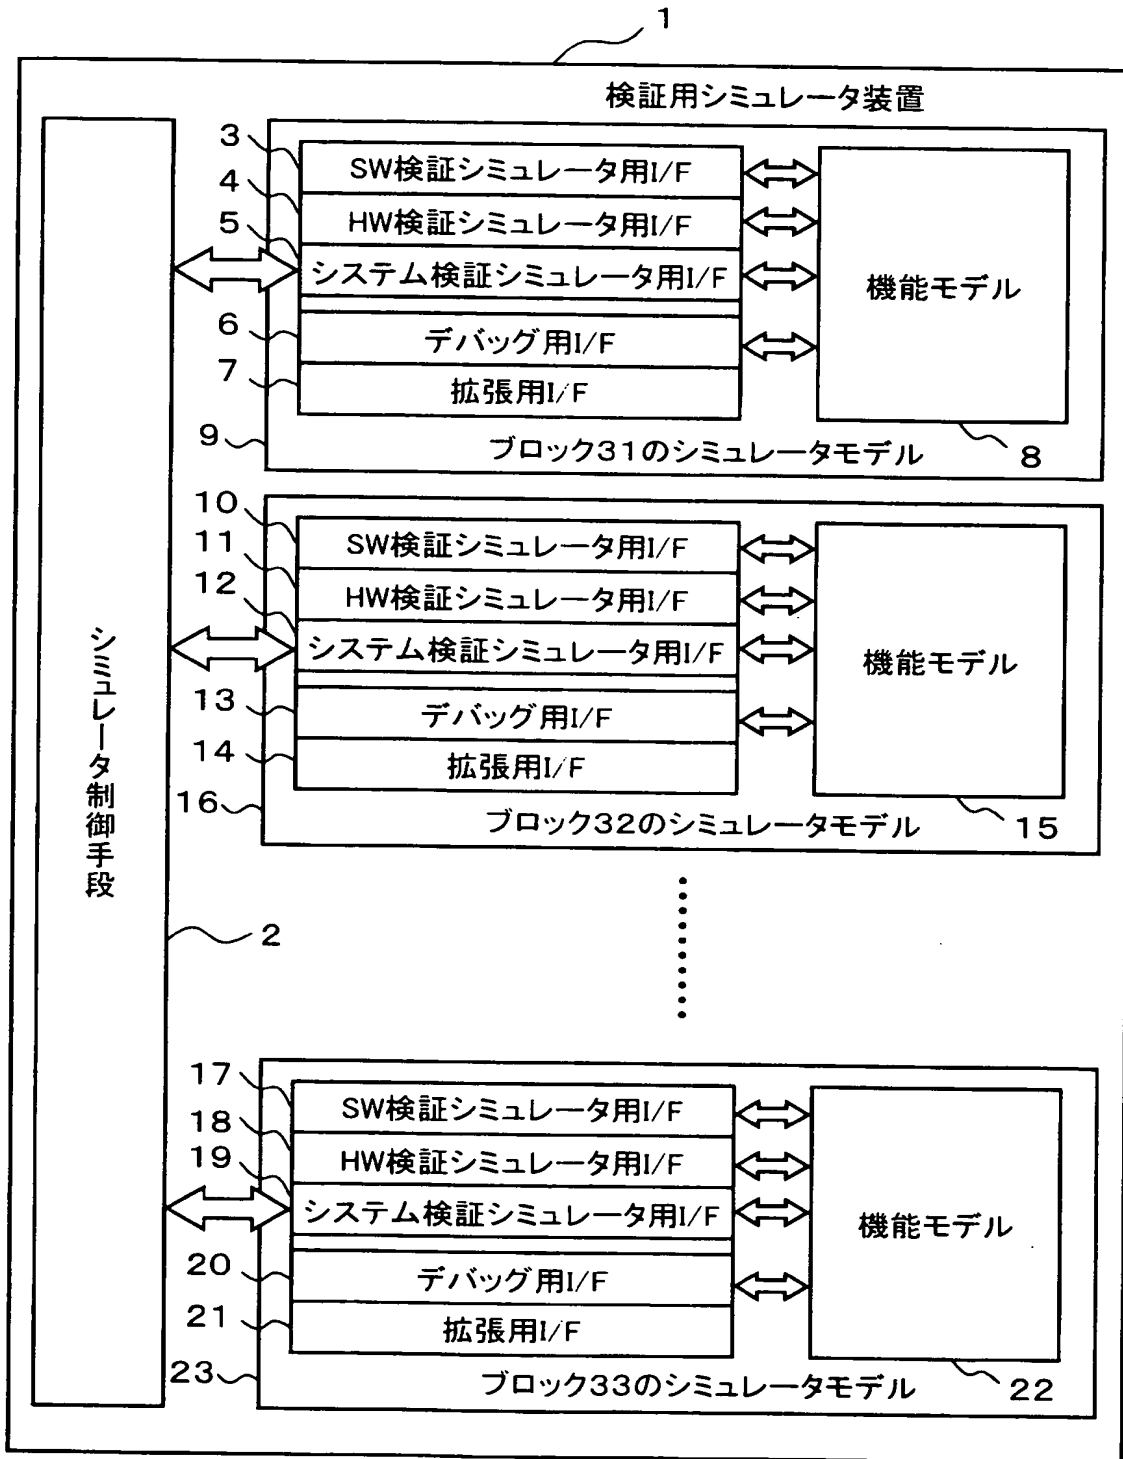 1
検証用シミュレータ装置
3
SW検証シミュレータ用I/F
4
HW検証シミュレータ用I/F
5
システム検証シミュレータ用I/F
機能モデル
6
デバッグ用I/F
7
拡張用I/F
9
ブロック31のシミュレータモデル
8
10
SW検証シミュレータ用I/F
11
HW検証シミュレータ用I/F
12
システム検証シミュレータ用I/F
機能モデル
13
デバッグ用I/F
14
拡張用I/F
16
ブロック32のシミュレータモデル
15
シミュレータ制御手段
2
17
SW検証シミュレータ用I/F
18
HW検証シミュレータ用I/F
19
システム検証シミュレータ用I/F
機能モデル
20
デバッグ用I/F
21
拡張用I/F
23
ブロック33のシミュレータモデル
22